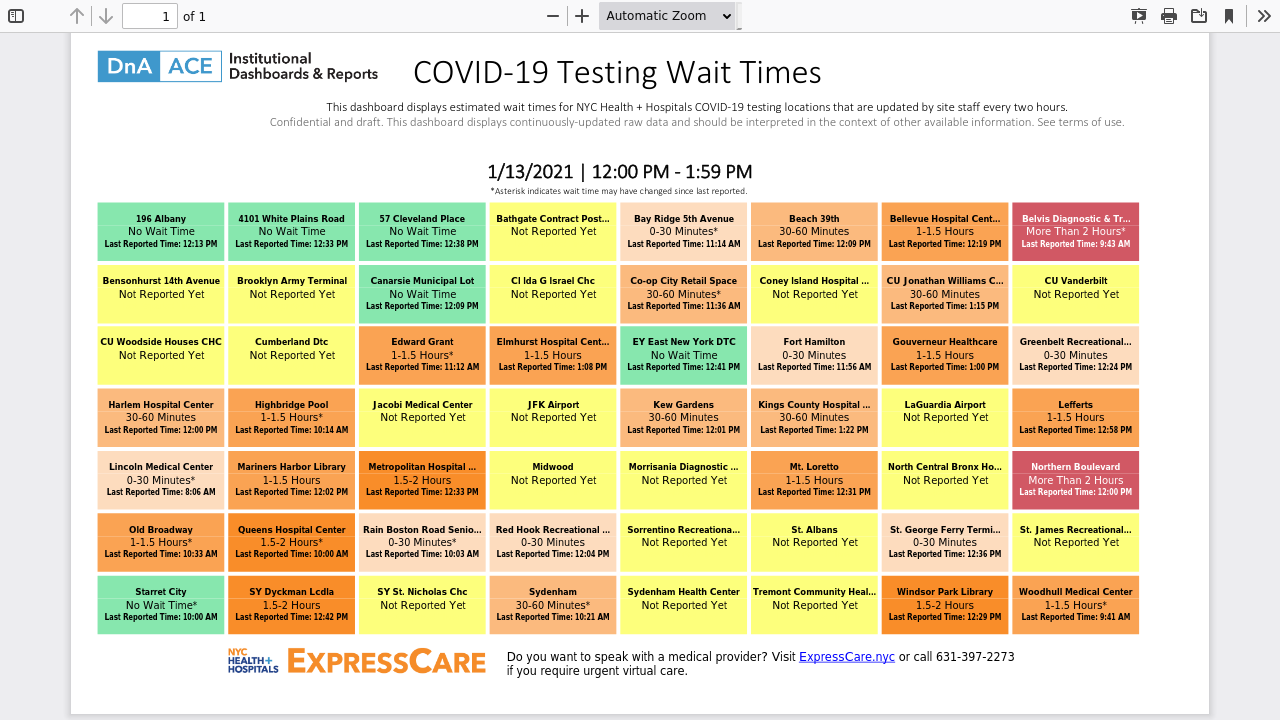 1 of 1 Automatic Zoom
DnA ACE Institutional
Dashboards & Reports
COVID-19 Testing Wait Times
This dashboard displays estimated wait times for NYC Health + Hospitals COVID-19 testing locations that are updated by site staff every two hours.
Confidential and draft. This dashboard displays continuously-updated raw data and should be interpreted in the context of other available information. See terms of use.
1/13/2021 | 12:00 PM - 1:59 PM
*Asterisk indicates wait time may have changed since last reported.
196 Albany
No Wait Time
Last Reported Time: 12:13 PM
4101 White Plains Road
No Wait Time
Last Reported Time: 12:33 PM
57 Cleveland Place
No Wait Time
Last Reported Time: 12:38 PM
Bathgate Contract Post...
Not Reported Yet
Bay Ridge 5th Avenue
0-30 Minutes*
Last Reported Time: 11:14 AM
Beach 39th
30-60 Minutes
Last Reported Time: 12:09 PM
Bellevue Hospital Cent...
1-1.5 Hours
Last Reported Time: 12:19 PM
Belvis Diagnostic & Tr...
More Than 2 Hours*
Last Reported Time: 9:43 AM
Bensonhurst 14th Avenue
Not Reported Yet
Brooklyn Army Terminal
Not Reported Yet
Canarsie Municipal Lot
No Wait Time
Last Reported Time: 12:09 PM
Cl Ida G Israel Chc
Not Reported Yet
Co-op City Retail Space
30-60 Minutes*
Last Reported Time: 11:36 AM
Coney Island Hospital ...
Not Reported Yet
CU Jonathan Williams C...
30-60 Minutes
Last Reported Time: 1:15 PM
CU Vanderbilt
Not Reported Yet
CU Woodside Houses CHC
Not Reported Yet
Cumberland Dtc
Not Reported Yet
Edward Grant
1-1.5 Hours*
Last Reported Time: 11:12 AM
Elmhurst Hospital Cent...
1-1.5 Hours
Last Reported Time: 1:08 PM
EY East New York DTC
No Wait Time
Last Reported Time: 12:41 PM
Fort Hamilton
0-30 Minutes
Last Reported Time: 11:56 AM
Gouverneur Healthcare
1-1.5 Hours
Last Reported Time: 1:00 PM
Greenbelt Recreational...
0-30 Minutes
Last Reported Time: 12:24 PM
Harlem Hospital Center
30-60 Minutes
Last Reported Time: 12:00 PM
Highbridge Pool
1-1.5 Hours*
Last Reported Time: 10:14 AM
Jacobi Medical Center
Not Reported Yet
JFK Airport
Not Reported Yet
Kew Gardens
30-60 Minutes
Last Reported Time: 12:01 PM
Kings County Hospital ...
30-60 Minutes
Last Reported Time: 1:22 PM
LaGuardia Airport
Not Reported Yet
Lefferts
1-1.5 Hours
Last Reported Time: 12:58 PM
Lincoln Medical Center
0-30 Minutes*
Last Reported Time: 8:06 AM
Mariners Harbor Library
1-1.5 Hours
Last Reported Time: 12:02 PM
Metropolitan Hospital ...
1.5-2 Hours
Last Reported Time: 12:33 PM
Midwood
Not Reported Yet
Morrisania Diagnostic ...
Not Reported Yet
Mt. Loretto
1-1.5 Hours
Last Reported Time: 12:31 PM
North Central Bronx Ho...
Not Reported Yet
Northern Boulevard
More Than 2 Hours
Last Reported Time: 12:00 PM
Old Broadway
1-1.5 Hours*
Last Reported Time: 10:33 AM
Queens Hospital Center
1.5-2 Hours*
Last Reported Time: 10:00 AM
Rain Boston Road Senio...
0-30 Minutes*
Last Reported Time: 10:03 AM
Red Hook Recreational ...
0-30 Minutes
Last Reported Time: 12:04 PM
Sorrentino Recreationa...
Not Reported Yet
St. Albans
Not Reported Yet
St. George Ferry Termi...
0-30 Minutes
Last Reported Time: 12:36 PM
St. James Recreational...
Not Reported Yet
Starret City
No Wait Time*
Last Reported Time: 10:00 AM
SY Dyckman Lcdla
1.5-2 Hours
Last Reported Time: 12:42 PM
SY St. Nicholas Chc
Not Reported Yet
Sydenham
30-60 Minutes*
Last Reported Time: 10:21 AM
Sydenham Health Center
Not Reported Yet
Tremont Community Heal...
Not Reported Yet
Windsor Park Library
1.5-2 Hours
Last Reported Time: 12:29 PM
Woodhull Medical Center
1-1.5 Hours*
Last Reported Time: 9:41 AM
NYC
HEALTH+
HOSPITALS
EXPRESSCARE
Do you want to speak with a medical provider? Visit ExpressCare.nyc or call 631-397-2273
if you require urgent virtual care.